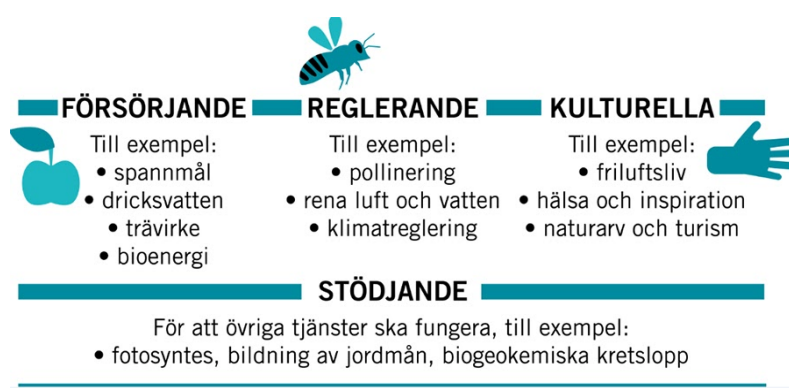 FÖRSÖRJANDE
Till exempel:
• spannmål
• dricksvatten
• trävirke
• bioenergi
REGLERANDE
Till exempel:
• pollinering
• rena luft och vatten
• klimatreglering
KULTURELLA
Till exempel:
• friluftsliv
• hälsa och inspiration
• naturarv och turism
STÖDJANDE
För att övriga tjänster ska fungera, till exempel:
• fotosyntes, bildning av jordmån, biogeokemiska kretslopp